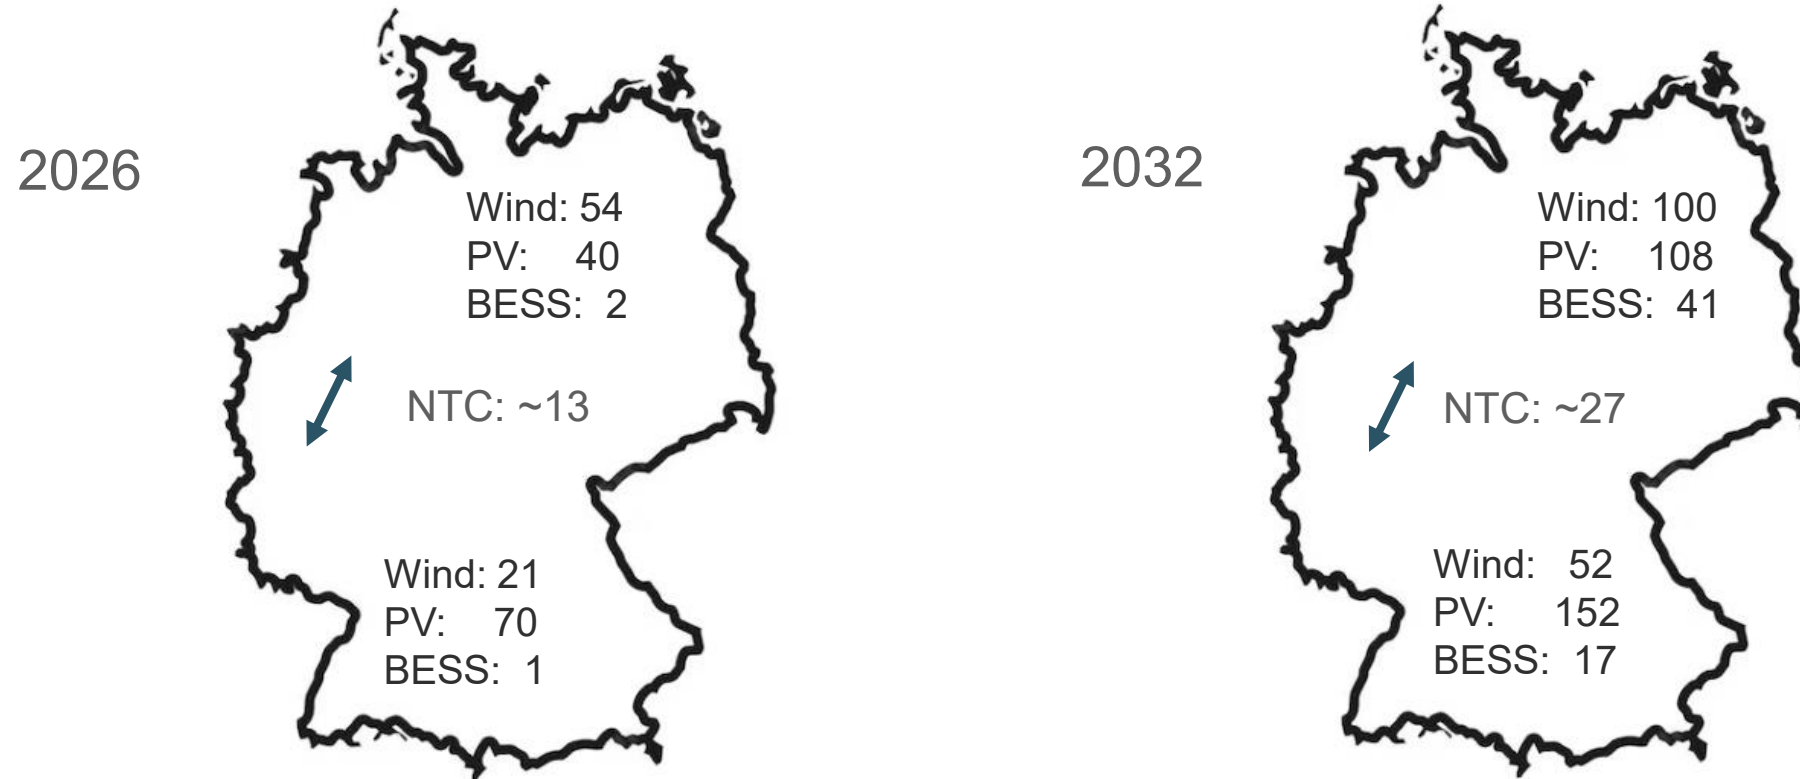 2026
Wind: 54
PV: 40
BESS: 2
NTC: ~13
Wind: 21
PV: 70
BESS: 1
2032
Wind: 100
PV: 108
BESS: 41
NTC: ~27
Wind: 52
PV: 152
BESS: 17